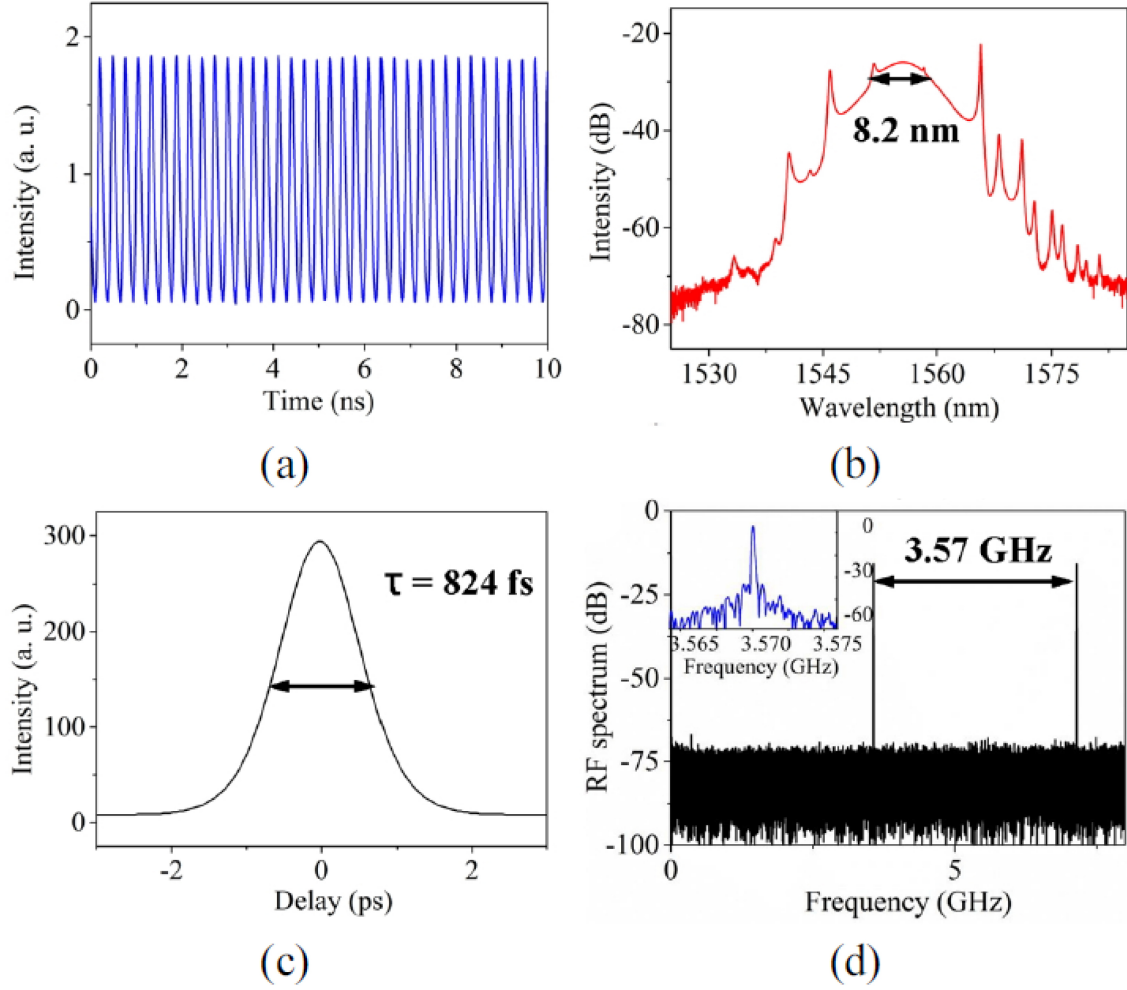 2
1
0
Intensity (a. u.)
0 2 4 6 8 10
Time (ns)
(a)
-20
-40
-60
-80
Intensity (dB)
8.2 nm
1530 1545 1560 1575
Wavelength (nm)
(b)
300
200
100
0
Intensity (a. u.)
τ = 824 fs
-2 0 2
Delay (ps)
(c)
0
-25
-50
-75
-100
RF spectrum (dB)
3.57 GHz
0
-30
-60
3.565 3.570 3.575
Frequency (GHz)
0 5
Frequency (GHz)
(d)